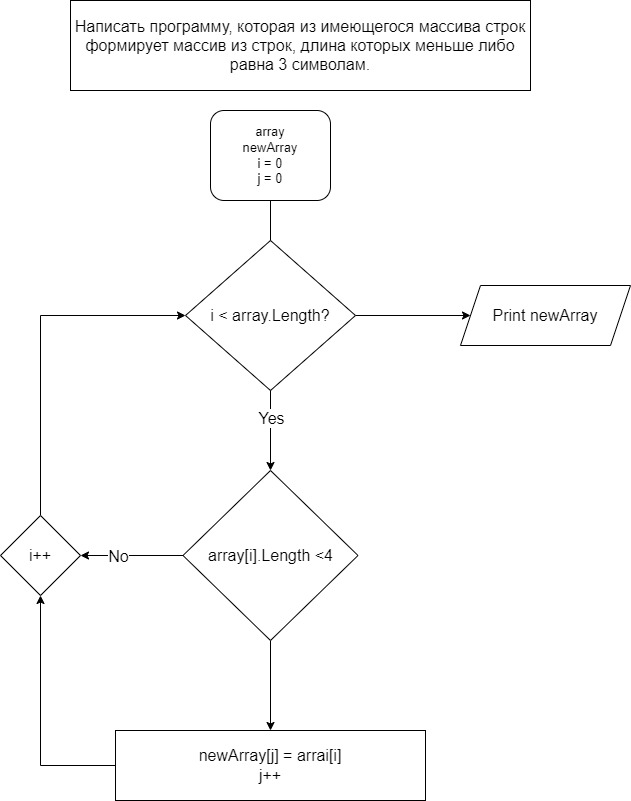 Написать программу, которая из имеющегося массива строк
формирует массив из строк, длина которых меньше либо
равна 3 символам.
array
newArray
i = 0
j = 0
i < array.Length?
Print newArray
Yes
array[i].Length <4
No
i++
newArray[j] = arrai[i]
j++